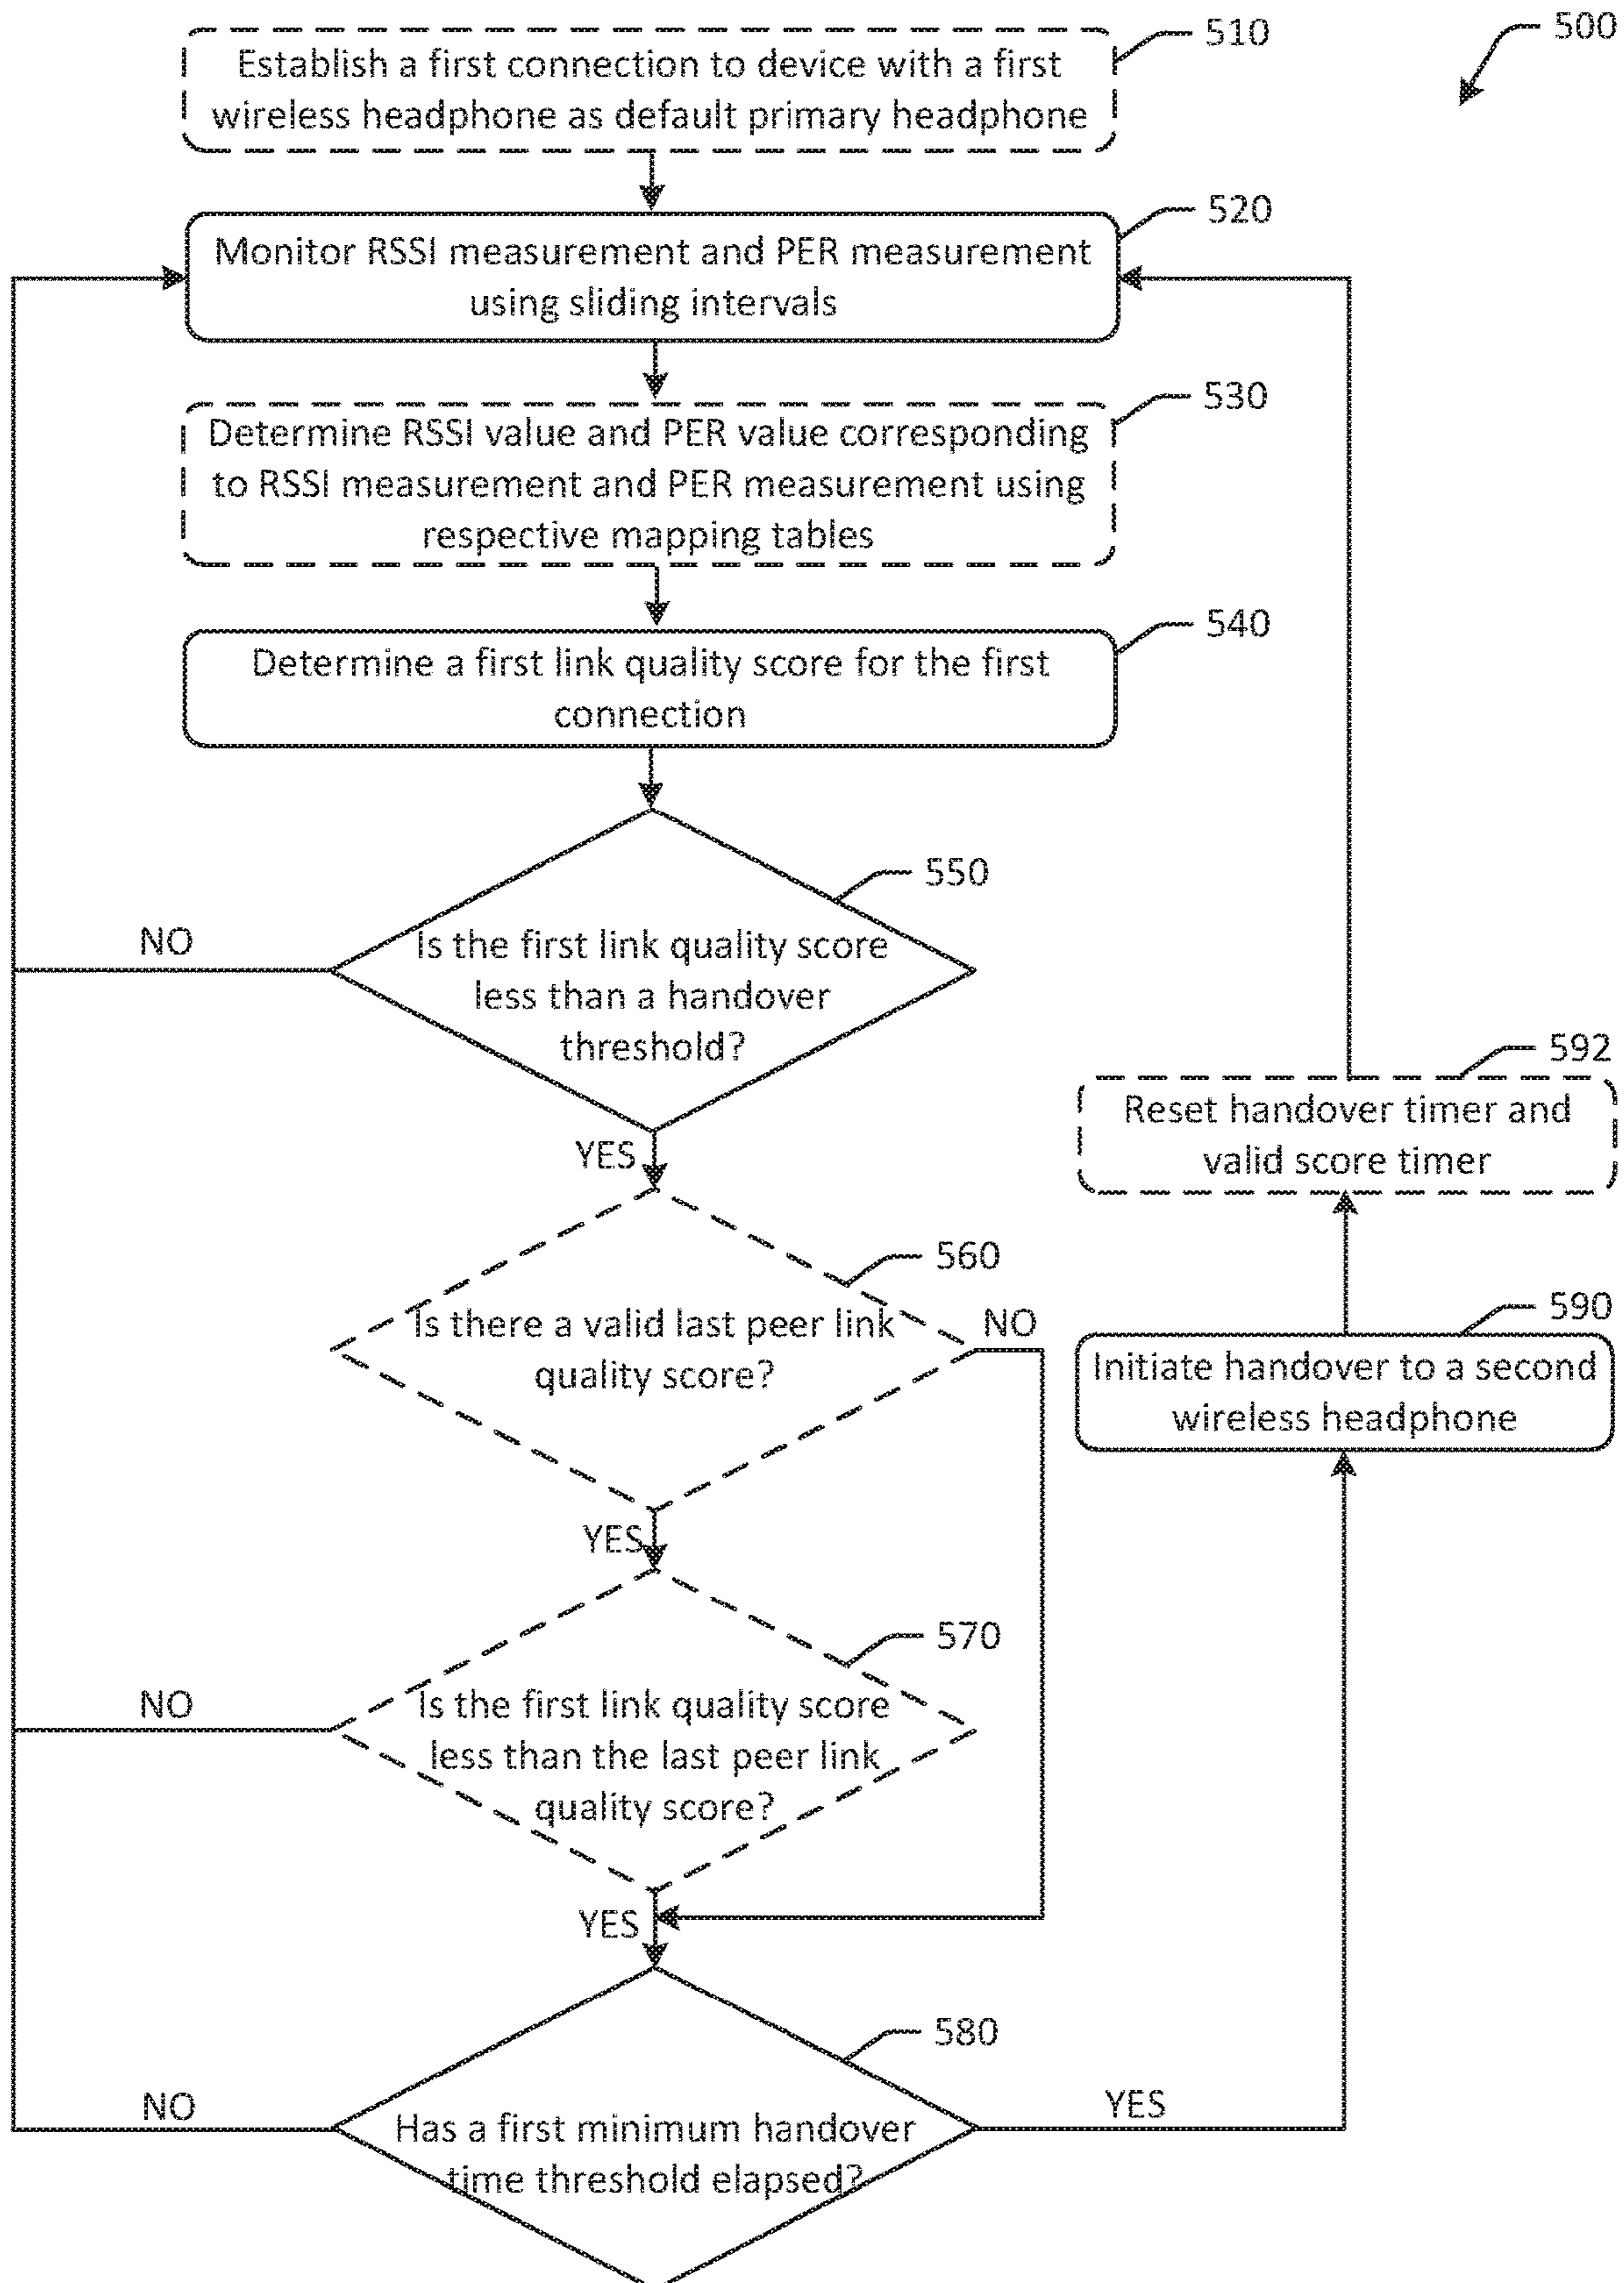 510
500
Establish a first connection to device with a first
wireless headphone as default primary headphone
520
Monitor RSSI measurement and PER measurement
using sliding intervals
530
Determine RSSI value and PER value corresponding
to RSSI measurement and PER measurement using
respective mapping tables
540
Determine a first link quality score for the first
connection
550
NO
Is the first link quality score
less than a handover
threshold?
YES
592
Reset handover timer and
valid score timer
560
Is there a valid last peer link
quality score?
NO
590
Initiate handover to a second
wireless headphone
YES
570
NO
Is the first link quality score
less than the last peer link
quality score?
YES
580
NO
Has a first minimum handover
time threshold elapsed?
YES